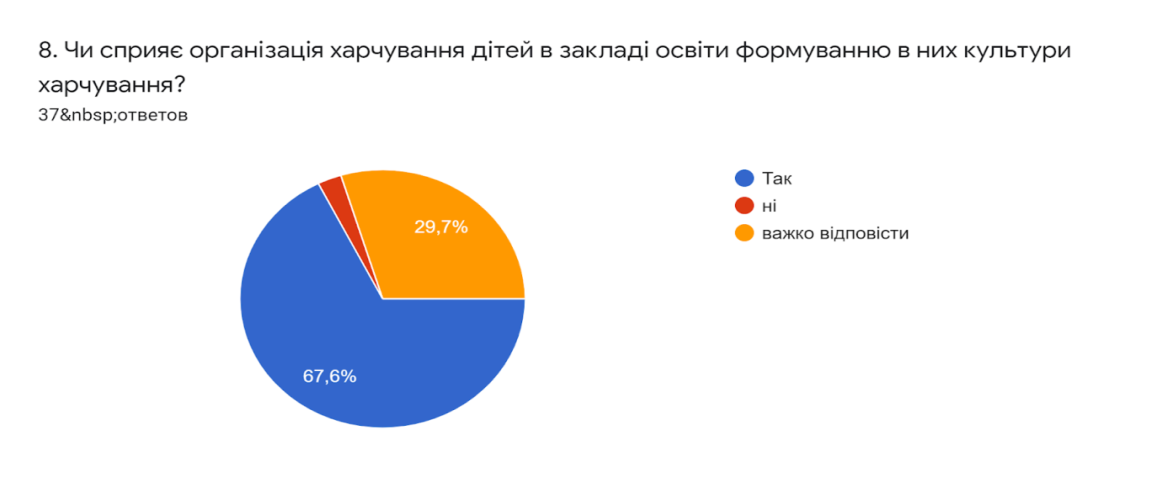 8. Чи сприяє організація харчування дітей в закладі освіти формуванню в них культури
харчування?
37&nbsp;ответов
Так
ні
важко відповісти
29,7%
67,6%